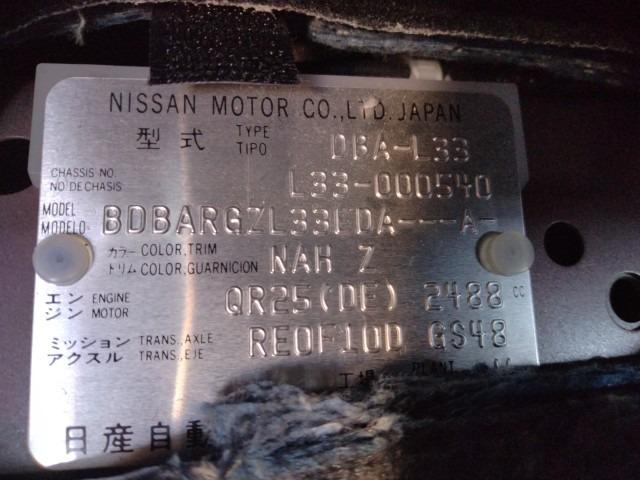 NISSAN MOTOR CO.,LTD.JAPAN
型式 TYPE TIPO DBA-L33
CHASSIS NO. NO.DE CHASIS L33-000540
MODEL MODELO BDBARGZL33EDA---A-
カラー COLOR,TRIM
トリム COLOR,GUARNICION NAH Z
エンジン ENGINE MOTOR QR25(DE) 2488 cc
ミッション TRANS.,AXLE
アクスル TRANS.,EJE RE0F10D GS48
工場 PLANT
日産自動